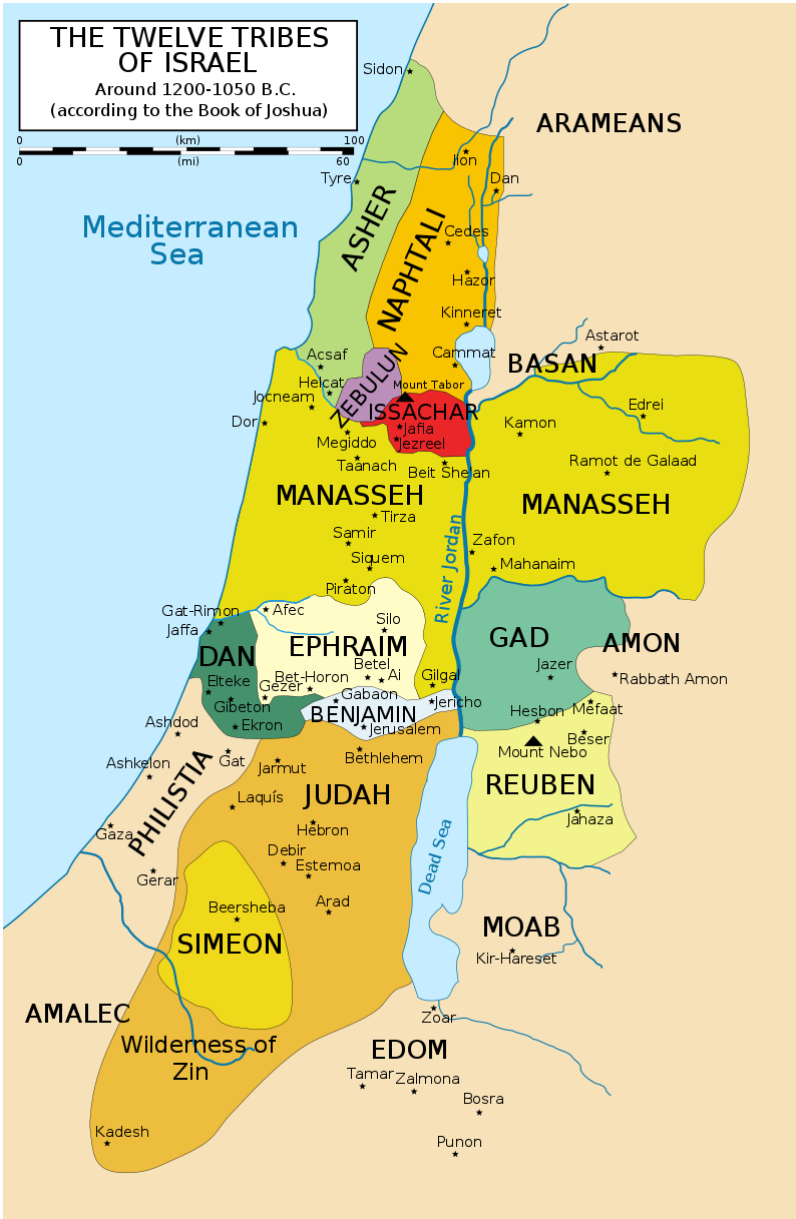 THE TWELVE TRIBES
OF ISRAEL
Around 1200-1050 B.C.
(according to the Book of Joshua)
0 (km) 100
0 (mi) 60
Sidon
ARAMEANS
Ijon
Tyre
Dan
Mediterranean
Sea
ASHER
NAPHTALI
Cedes
Hazor
Kinneret
Astarot
Acsaf
ZEBULUN
Cammat
BASAN
Helcat
Mount Tabor
Jocneam
ISSACHAR
Edrei
Dor
Jafia
Kamon
Megiddo
Jezreel
Taanach
Beit Shelan
Ramot de Galaad
MANASSEH
MANASSEH
Tirza
Samir
River Jordan
Zafon
Siquem
Mahanaim
Piraton
Gat-Rimon
Afec
Jaffa
Silo
GAD
AMON
DAN
EPHRAIM
Betel
Jazer
Elteke
Bet-Horon
Ai
Gilgal
Rabbath Amon
Gezer
Gabaon
Jericho
Gibeton
BENJAMIN
Hesbon
Mefaat
Ashdod
Ekron
Jerusalem
Beser
Mount Nebo
Ashkelon
Gat
Jarmut
Bethlehem
PHILISTIA
JUDAH
REUBEN
Laquís
Gaza
Hebron
Jahaza
Dead Sea
Debir
Estemoa
Gerar
Beersheba
Arad
MOAB
SIMEON
Kir-Hareset
AMALEC
Zoar
Wilderness of
Zin
EDOM
Tamar
Zalmona
Bosra
Kadesh
Punon